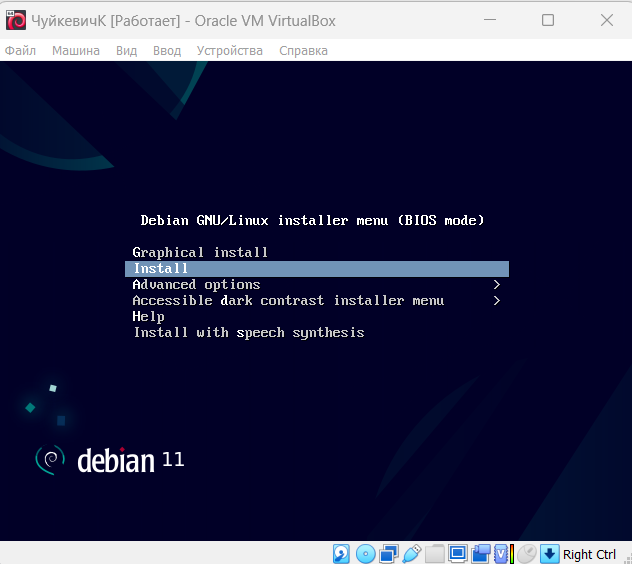 ЧуйкевичК [Работает] - Oracle VM VirtualBox
Файл Машина Вид Ввод Устройства Справка
Debian GNU/Linux installer menu (BIOS mode)
Graphical install
Install
Advanced options >
Accessible dark contrast installer menu >
Help
Install with speech synthesis
debian 11
Right Ctrl